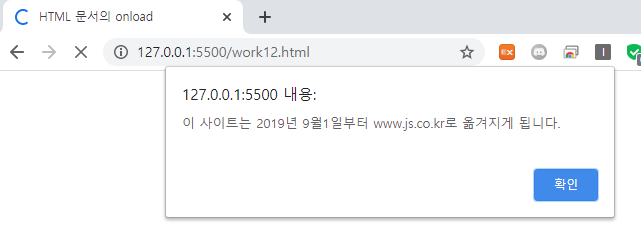 HTML 문서의 onload
127.0.0.1:5500/work12.html
EX
127.0.0.1:5500 내용:
이 사이트는 2019년 9월1일부터 www.js.co.kr로 옮겨지게 됩니다.
확인